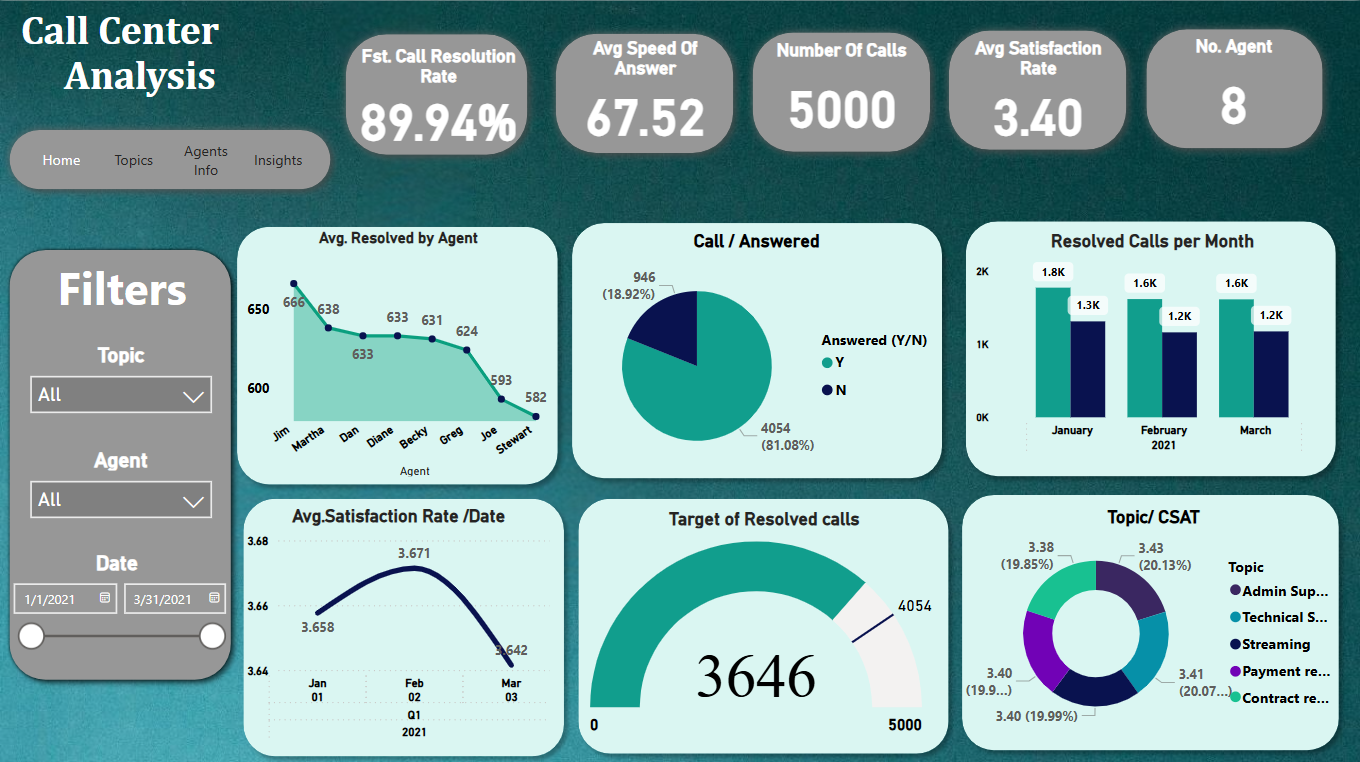 Call Center
Analysis
Fst. Call Resolution
Rate
89.94%
Avg Speed Of
Answer
67.52
Number Of Calls
5000
Avg Satisfaction
Rate
3.40
No. Agent
8
Home
Topics
Agents
Info
Insights
Filters
Topic
All
Agent
All
Date
1/1/2021
3/31/2021
Avg. Resolved by Agent
650
600
666
638
633
633
631
624
593
582
Jim
Martha
Dan
Diane
Becky
Greg
Joe
Stewart
Agent
Call / Answered
946
(18.92%)
4054
(81.08%)
Answered (Y/N)
Y
N
Resolved Calls per Month
2K
1K
0K
1.8K
1.3K
1.6K
1.2K
1.6K
1.2K
January
February
March
2021
Avg.Satisfaction Rate /Date
3.68
3.66
3.64
3.658
3.671
3.642
Jan
01
Feb
02
Mar
03
Q1
2021
Target of Resolved calls
4054
3646
0
5000
Topic/ CSAT
3.38
(19.85%)
3.43
(20.13%)
3.40
(19.9...)
3.40 (19.99%)
3.41
(20.07...)
Topic
Admin Sup...
Technical S...
Streaming
Payment re...
Contract re...